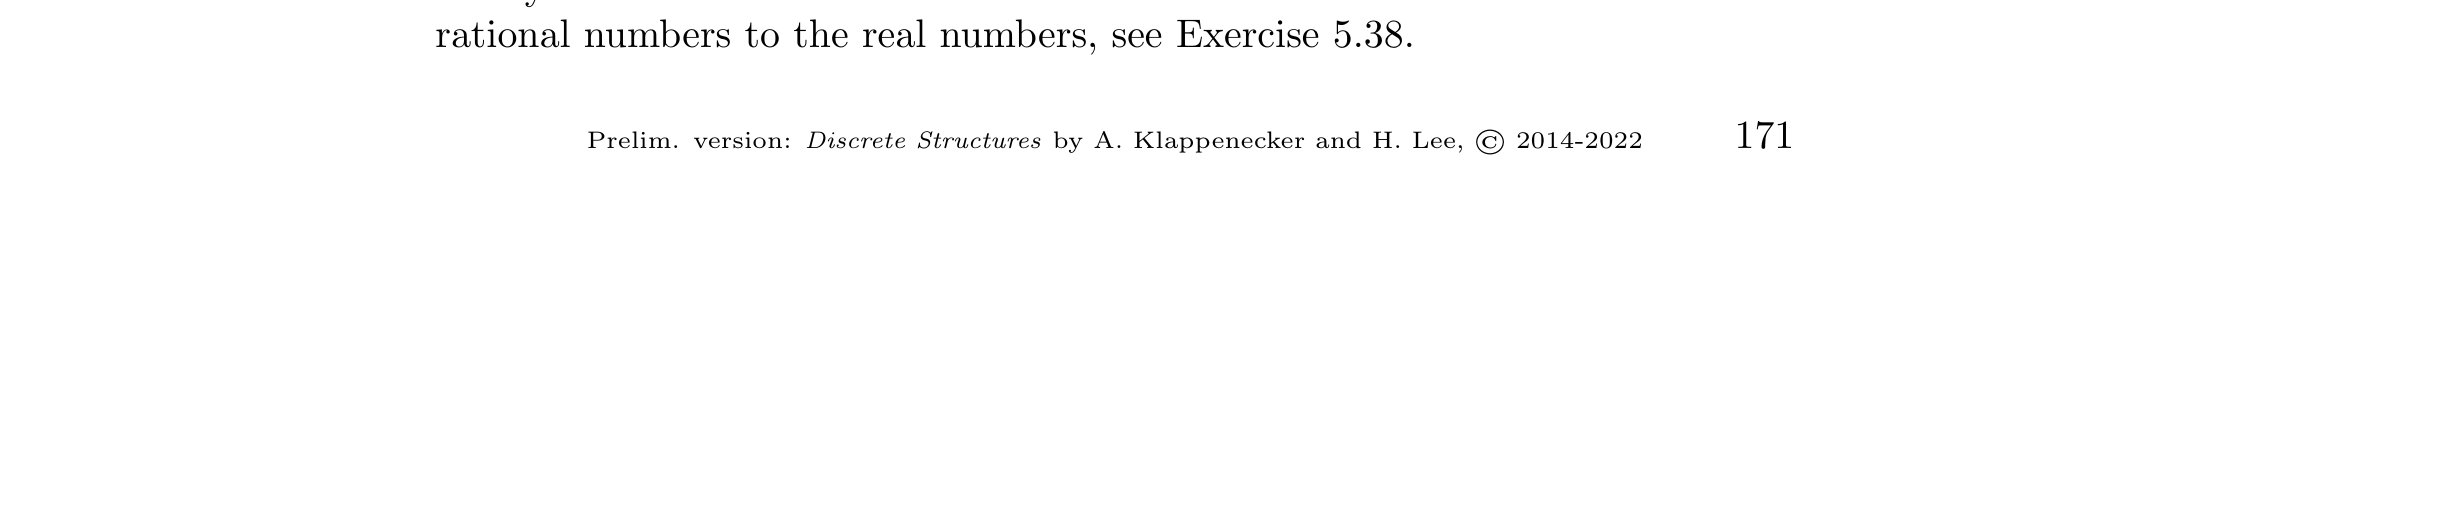 rational numbers to the real numbers, see Exercise 5.38.
Prelim. version: Discrete Structures by A. Klappenecker and H. Lee, © 2014-2022 171